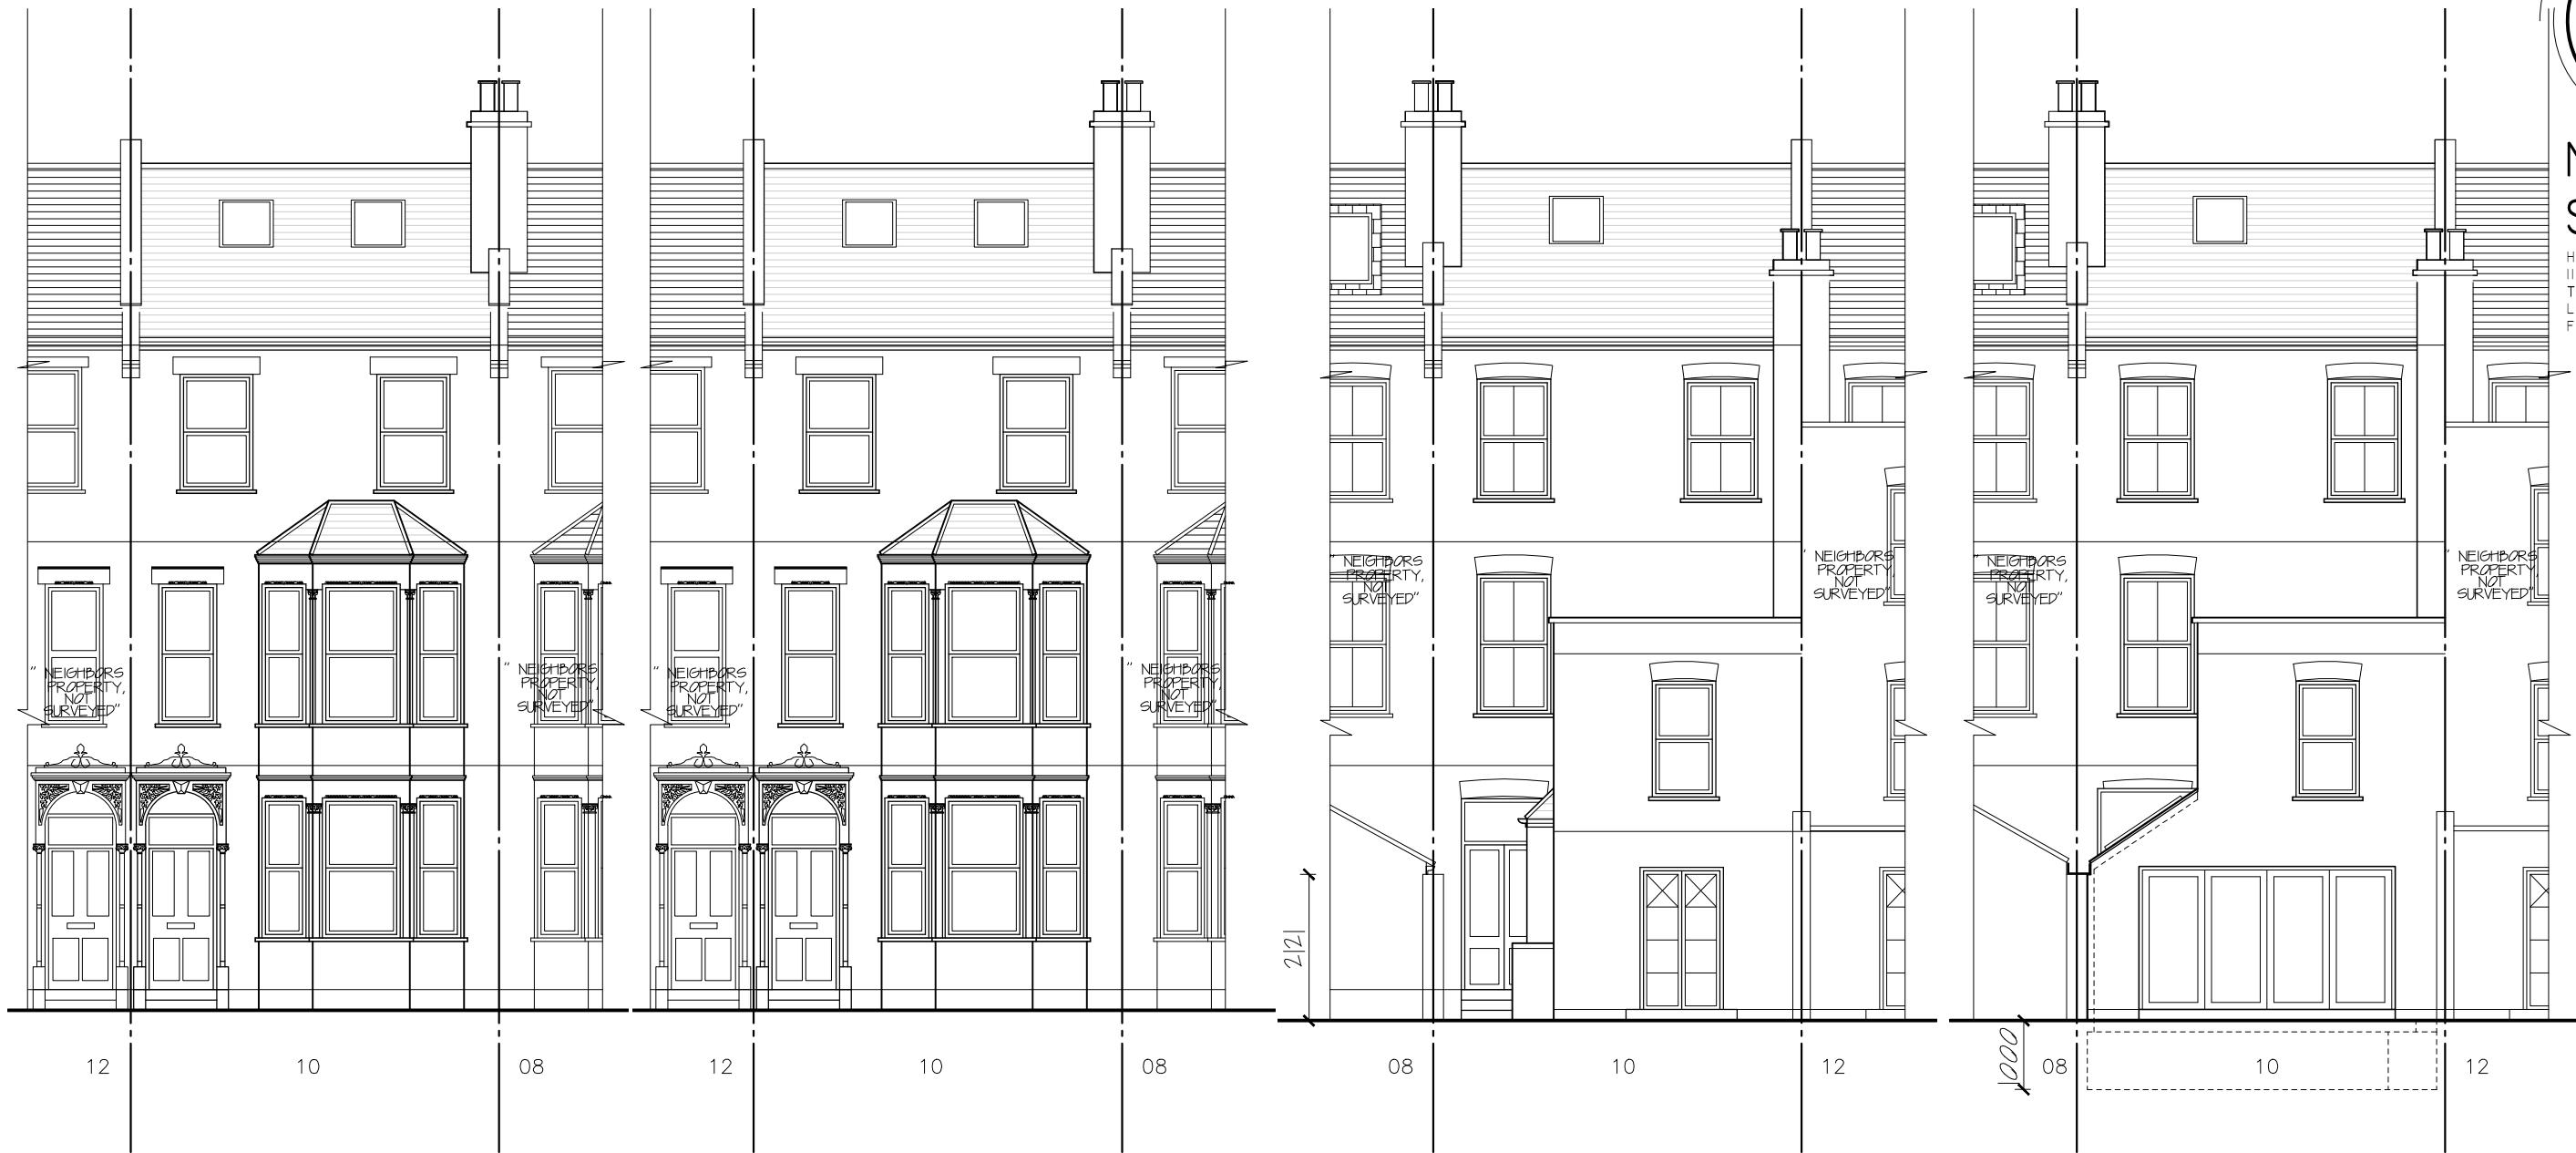 " NEIGHBORS
PROPERTY,
NOT
SURVEYED"
" NEIGHBORS
PROPERTY,
NOT
SURVEYED"
12
10
08
" NEIGHBORS
PROPERTY,
NOT
SURVEYED"
" NEIGHBORS
PROPERTY,
NOT
SURVEYED"
12
10
08
" NEIGHBORS
PROPERTY,
NOT
SURVEYED"
" NEIGHBORS
PROPERTY,
NOT
SURVEYED"
2121
08
10
12
" NEIGHBORS
PROPERTY,
NOT
SURVEYED"
" NEIGHBORS
PROPERTY,
NOT
SURVEYED"
1000
08
10
12